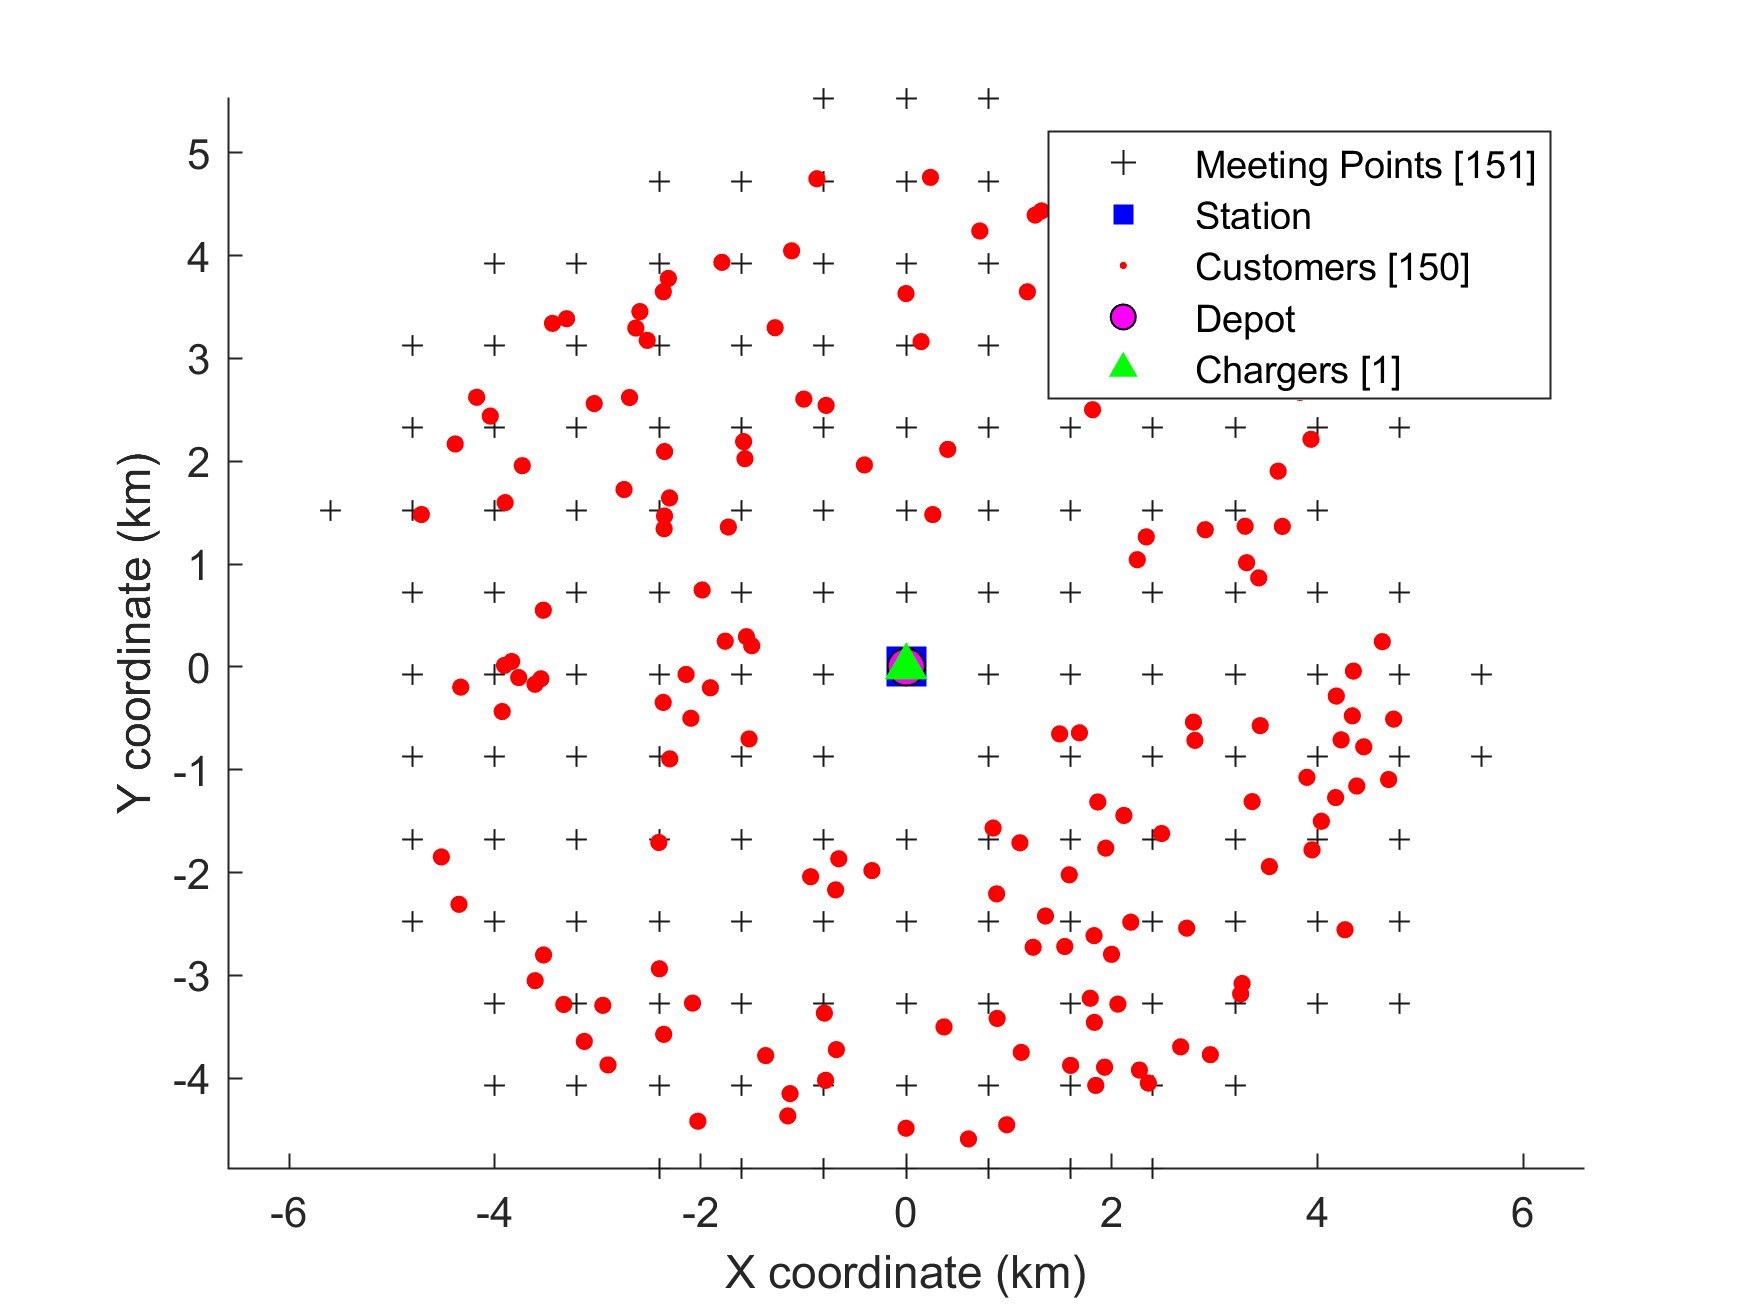 5
4
3
2
1
0
-1
-2
-3
-4
Y coordinate (km)
Meeting Points [151]
Station
Customers [150]
Depot
Chargers [1]
-6
-4
-2
0
2
4
6
X coordinate (km)